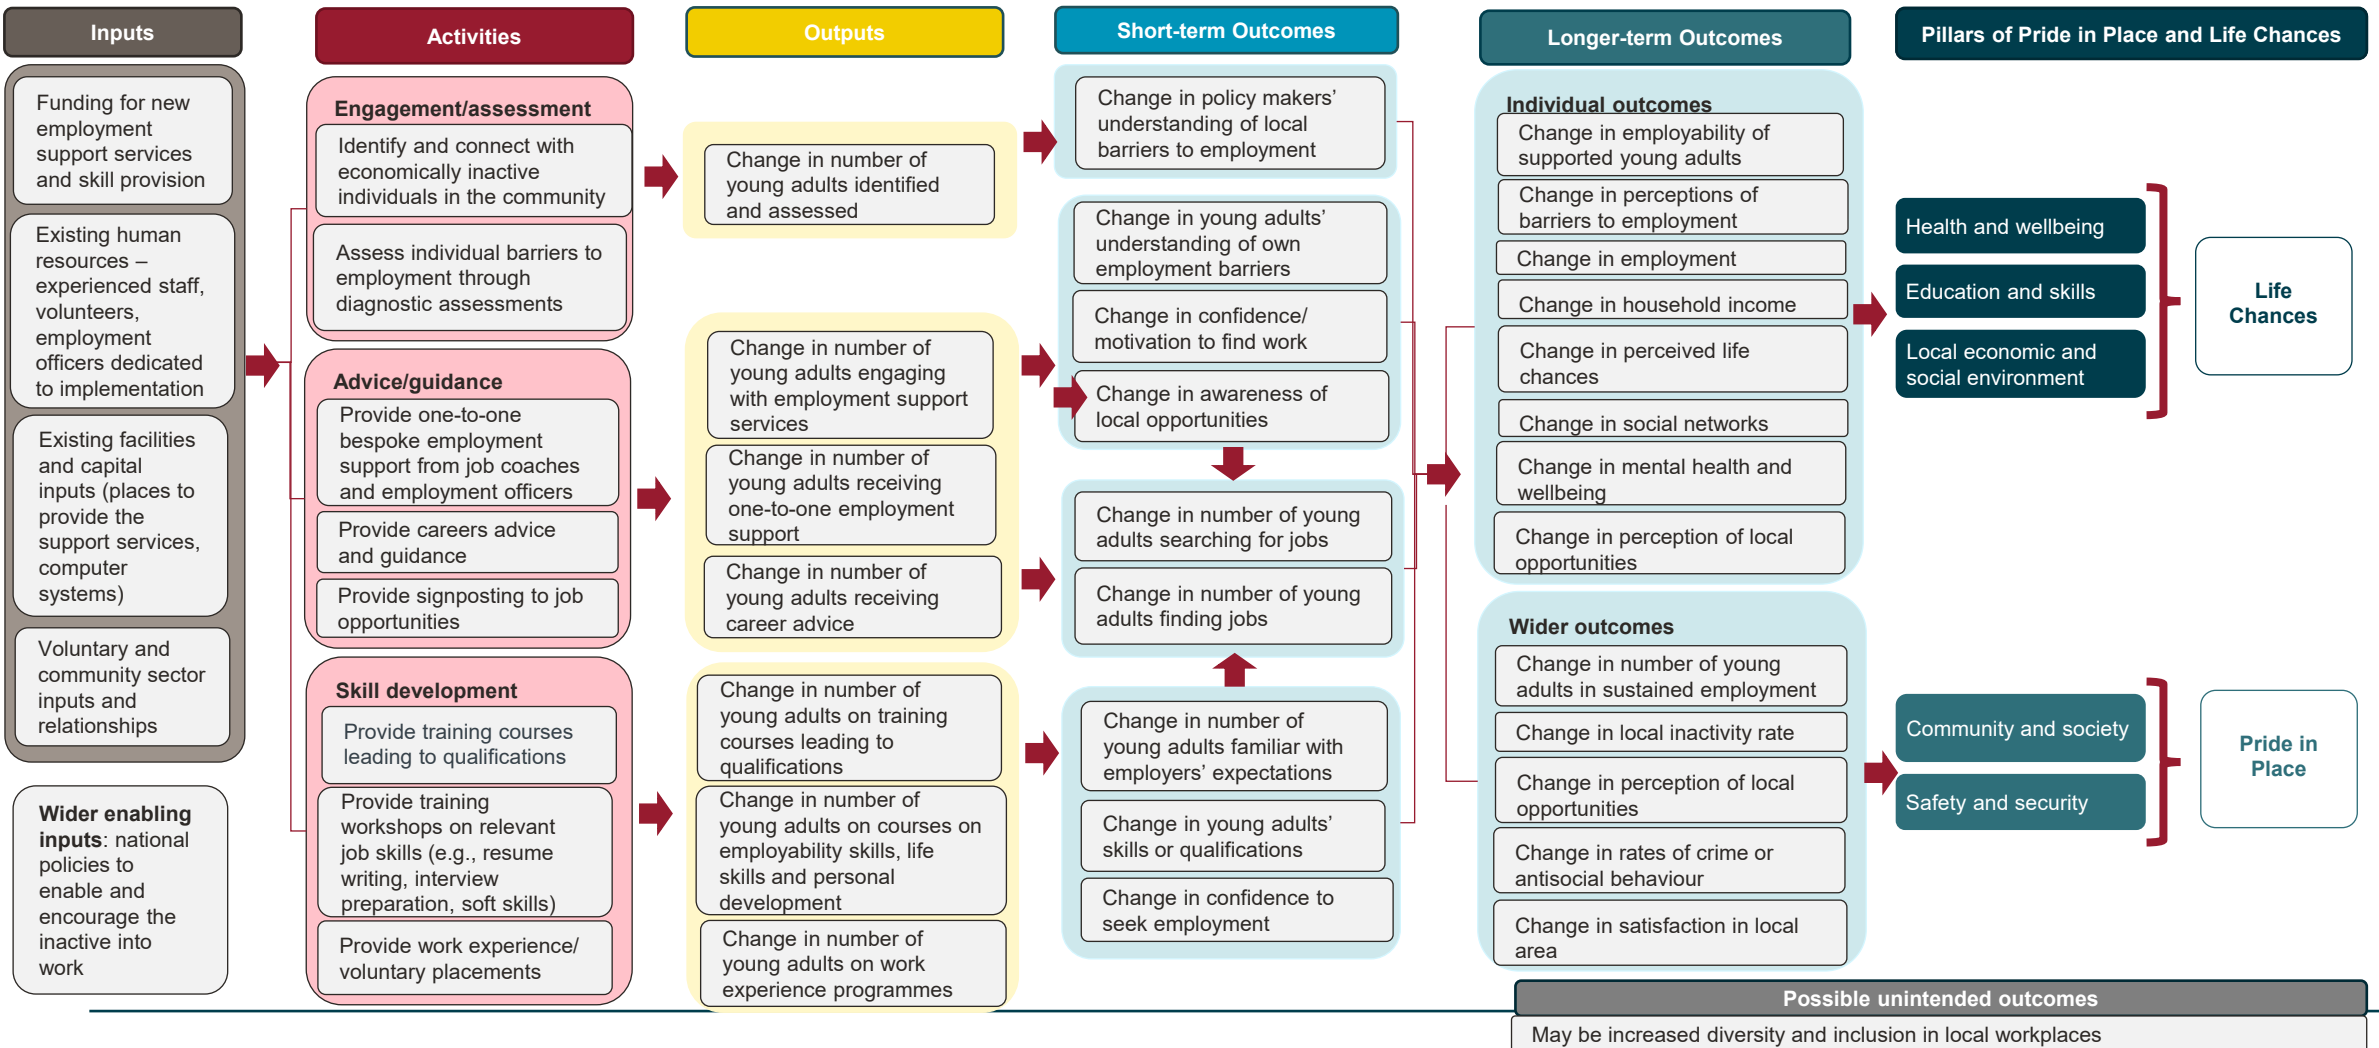 Inputs
Activities
Outputs
Short-term Outcomes
Longer-term Outcomes
Pillars of Pride in Place and Life Chances
Funding for new
employment
support services
and skill provision
Existing human
resources –
experienced staff,
volunteers,
employment
officers dedicated
to implementation
Existing facilities
and capital
inputs (places to
provide the
support services,
computer
systems)
Voluntary and
community sector
inputs and
relationships
Wider enabling
inputs: national
policies to
enable and
encourage the
inactive into
work
Engagement/assessment
Identify and connect with
economically inactive
individuals in the community
Assess individual barriers to
employment through
diagnostic assessments
Advice/guidance
Provide one-to-one
bespoke employment
support from job coaches
and employment officers
Provide careers advice
and guidance
Provide signposting to job
opportunities
Skill development
Provide training courses
leading to qualifications
Provide training
workshops on relevant
job skills (e.g., resume
writing, interview
preparation, soft skills)
Provide work experience/
voluntary placements
Change in number of
young adults identified
and assessed
Change in number of
young adults engaging
with employment support
services
Change in number of
young adults receiving
one-to-one employment
support
Change in number of
young adults receiving
career advice
Change in number of
young adults on training
courses leading to
qualifications
Change in number of
young adults on courses on
employability skills, life
skills and personal
development
Change in number of
young adults on work
experience programmes
Change in policy makers’
understanding of local
barriers to employment
Change in young adults’
understanding of own
employment barriers
Change in confidence/
motivation to find work
Change in awareness of
local opportunities
Change in number of young
adults searching for jobs
Change in number of young
adults finding jobs
Change in number of
young adults familiar with
employers’ expectations
Change in young adults’
skills or qualifications
Change in confidence to
seek employment
Individual outcomes
Change in employability of
supported young adults
Change in perceptions of
barriers to employment
Change in employment
Change in household income
Change in perceived life
chances
Change in social networks
Change in mental health and
wellbeing
Change in perception of local
opportunities
Wider outcomes
Change in number of young
adults in sustained employment
Change in local inactivity rate
Change in perception of local
opportunities
Change in rates of crime or
antisocial behaviour
Change in satisfaction in local
area
Health and wellbeing
Education and skills
Local economic and
social environment
Life
Chances
Community and society
Safety and security
Pride in
Place
Possible unintended outcomes
May be increased diversity and inclusion in local workplaces